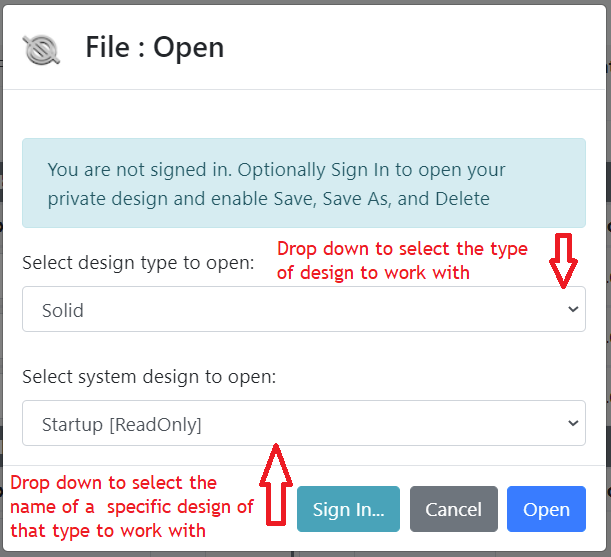 File : Open
You are not signed in. Optionally Sign In to open your
private design and enable Save, Save As, and Delete
Drop down to select the type
of design to work with
Select design type to open:
Solid
Select system design to open:
Startup [ReadOnly]
Drop down to select the
name of a specific design of
that type to work with
Sign In...
Cancel
Open